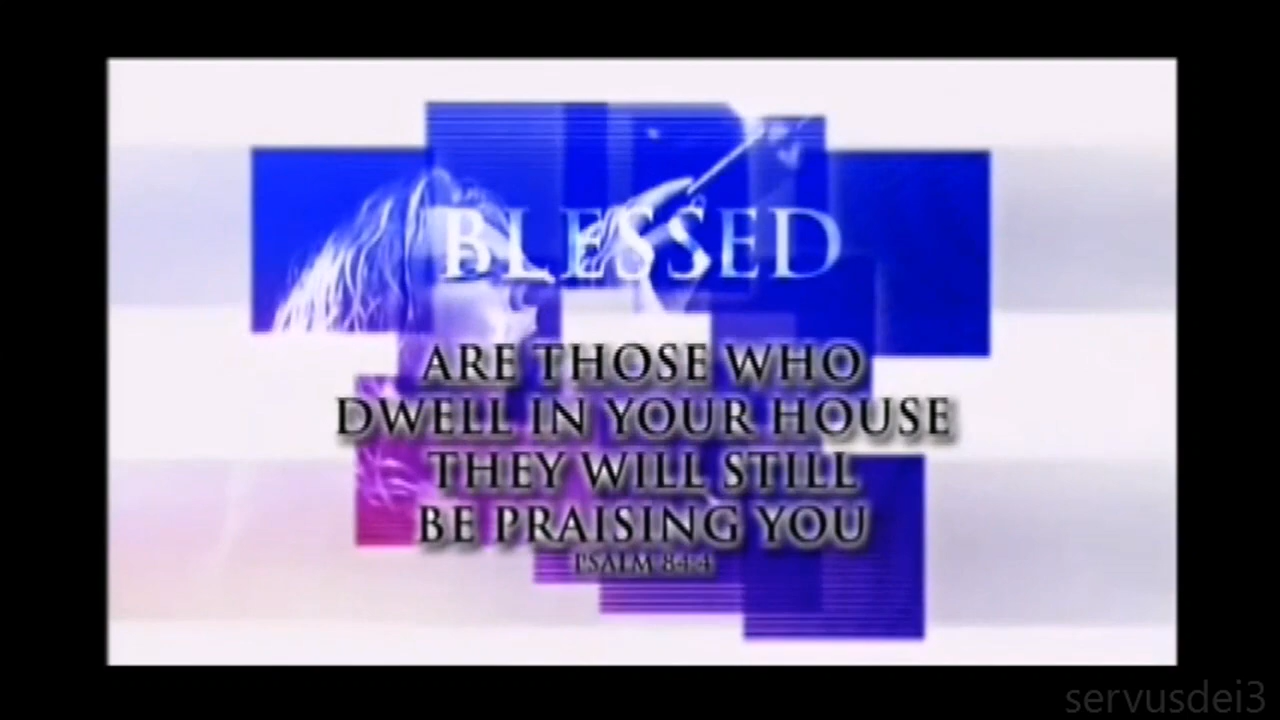 BLESSED
ARE THOSE WHO
DWELL IN YOUR HOUSE
THEY WILL STILL
BE PRAISING YOU
PSALM 84:4
servusdei3